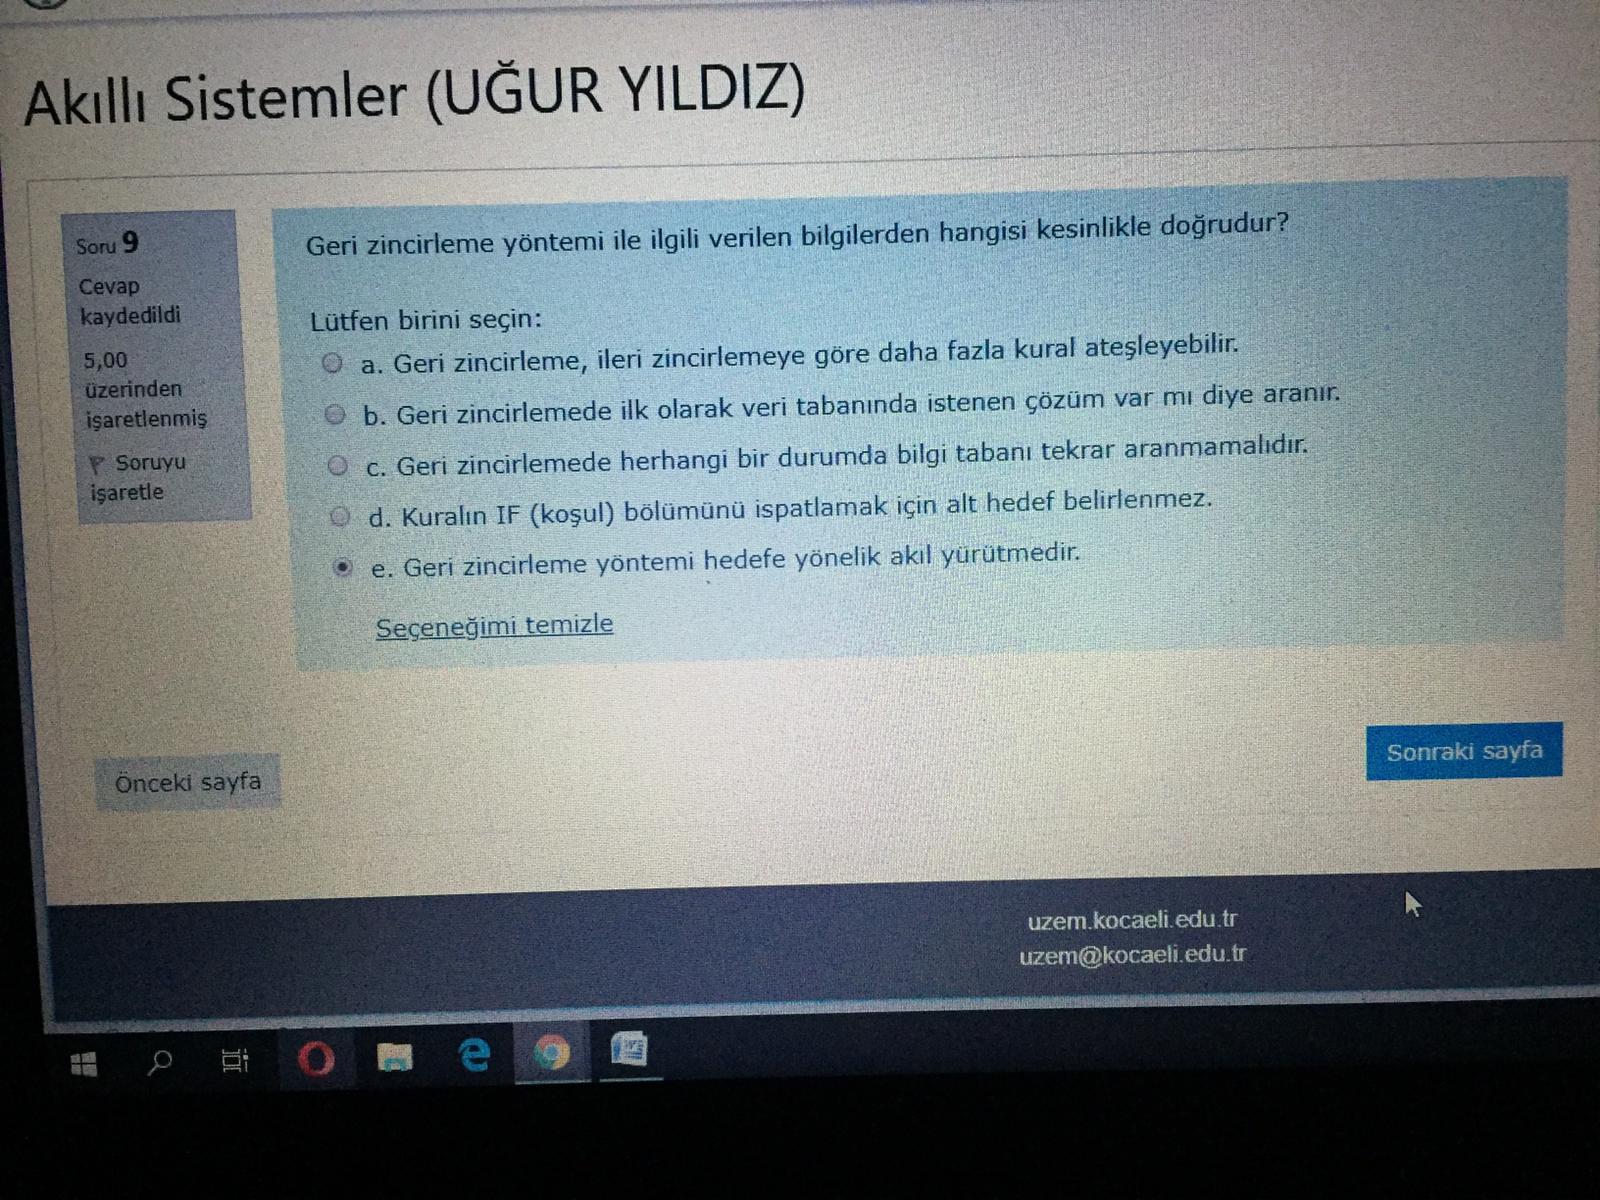 Akıllı Sistemler (UĞUR YILDIZ)
Soru 9
Cevap
kaydedildi
5,00
üzerinden
işaretlenmiş
Soruyu
işaretle
Geri zincirleme yöntemi ile ilgili verilen bilgilerden hangisi kesinlikle doğrudur?
Lütfen birini seçin:
a. Geri zincirleme, ileri zincirlemeye göre daha fazla kural ateşleyebilir.
b. Geri zincirlemede ilk olarak veri tabanında istenen çözüm var mı diye aranır.
c. Geri zincirlemede herhangi bir durumda bilgi tabanı tekrar aranmamalıdır.
d. Kuralın IF (koşul) bölümünü ispatlamak için alt hedef belirlenmez.
e. Geri zincirleme yöntemi hedefe yönelik akıl yürütmedir.
Seçeneğimi temizle
Önceki sayfa
Sonraki sayfa
uzem.kocaeli.edu.tr
uzem@kocaeli.edu.tr